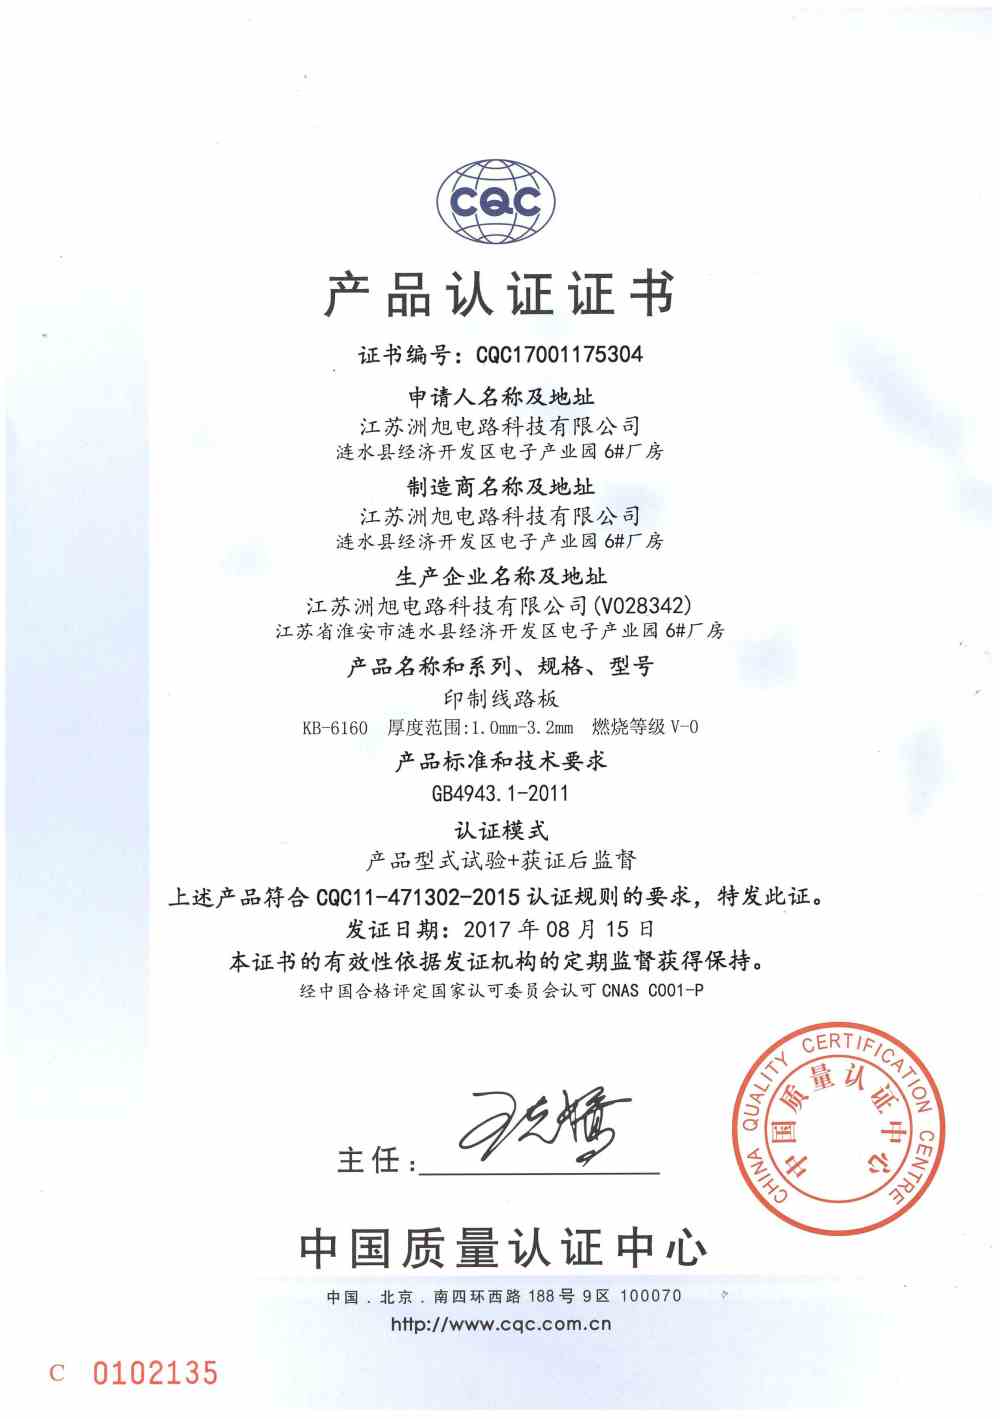 CQC
产品认证证书
证书编号：CQC17001175304
申请人名称及地址
江苏洲旭电路科技有限公司
涟水县经济开发区电子产业园 6#厂房
制造商名称及地址
江苏洲旭电路科技有限公司
涟水县经济开发区电子产业园 6#厂房
生产企业名称及地址
江苏洲旭电路科技有限公司(V028342)
江苏省淮安市涟水县经济开发区电子产业园 6#厂房
产品名称和系列、规格、型号
印制线路板
KB-6160 厚度范围:1.0mm-3.2mm 燃烧等级 V-0
产品标准和技术要求
GB4943.1-2011
认证模式
产品型式试验+获证后监督
上述产品符合 CQC11-471302-2015 认证规则的要求，特发此证。
发证日期：2017 年 08 月 15 日
本证书的有效性依据发证机构的定期监督获得保持。
经中国合格评定国家认可委员会认可 CNAS C001-P
CHINA QUALITY CERTIFICATION CENTRE
中国质量认证中心
主任：
中国质量认证中心
中国．北京．南四环西路 188 号 9 区 100070
http://www.cqc.com.cn
C 0102135